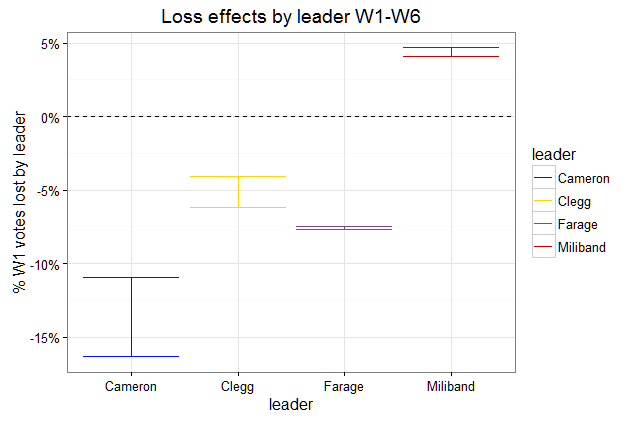 Loss effects by leader W1-W6
% W1 votes lost by leader
5%
0%
-5%
-10%
-15%
Cameron Clegg Farage Miliband
leader
leader
Cameron
Clegg
Farage
Miliband